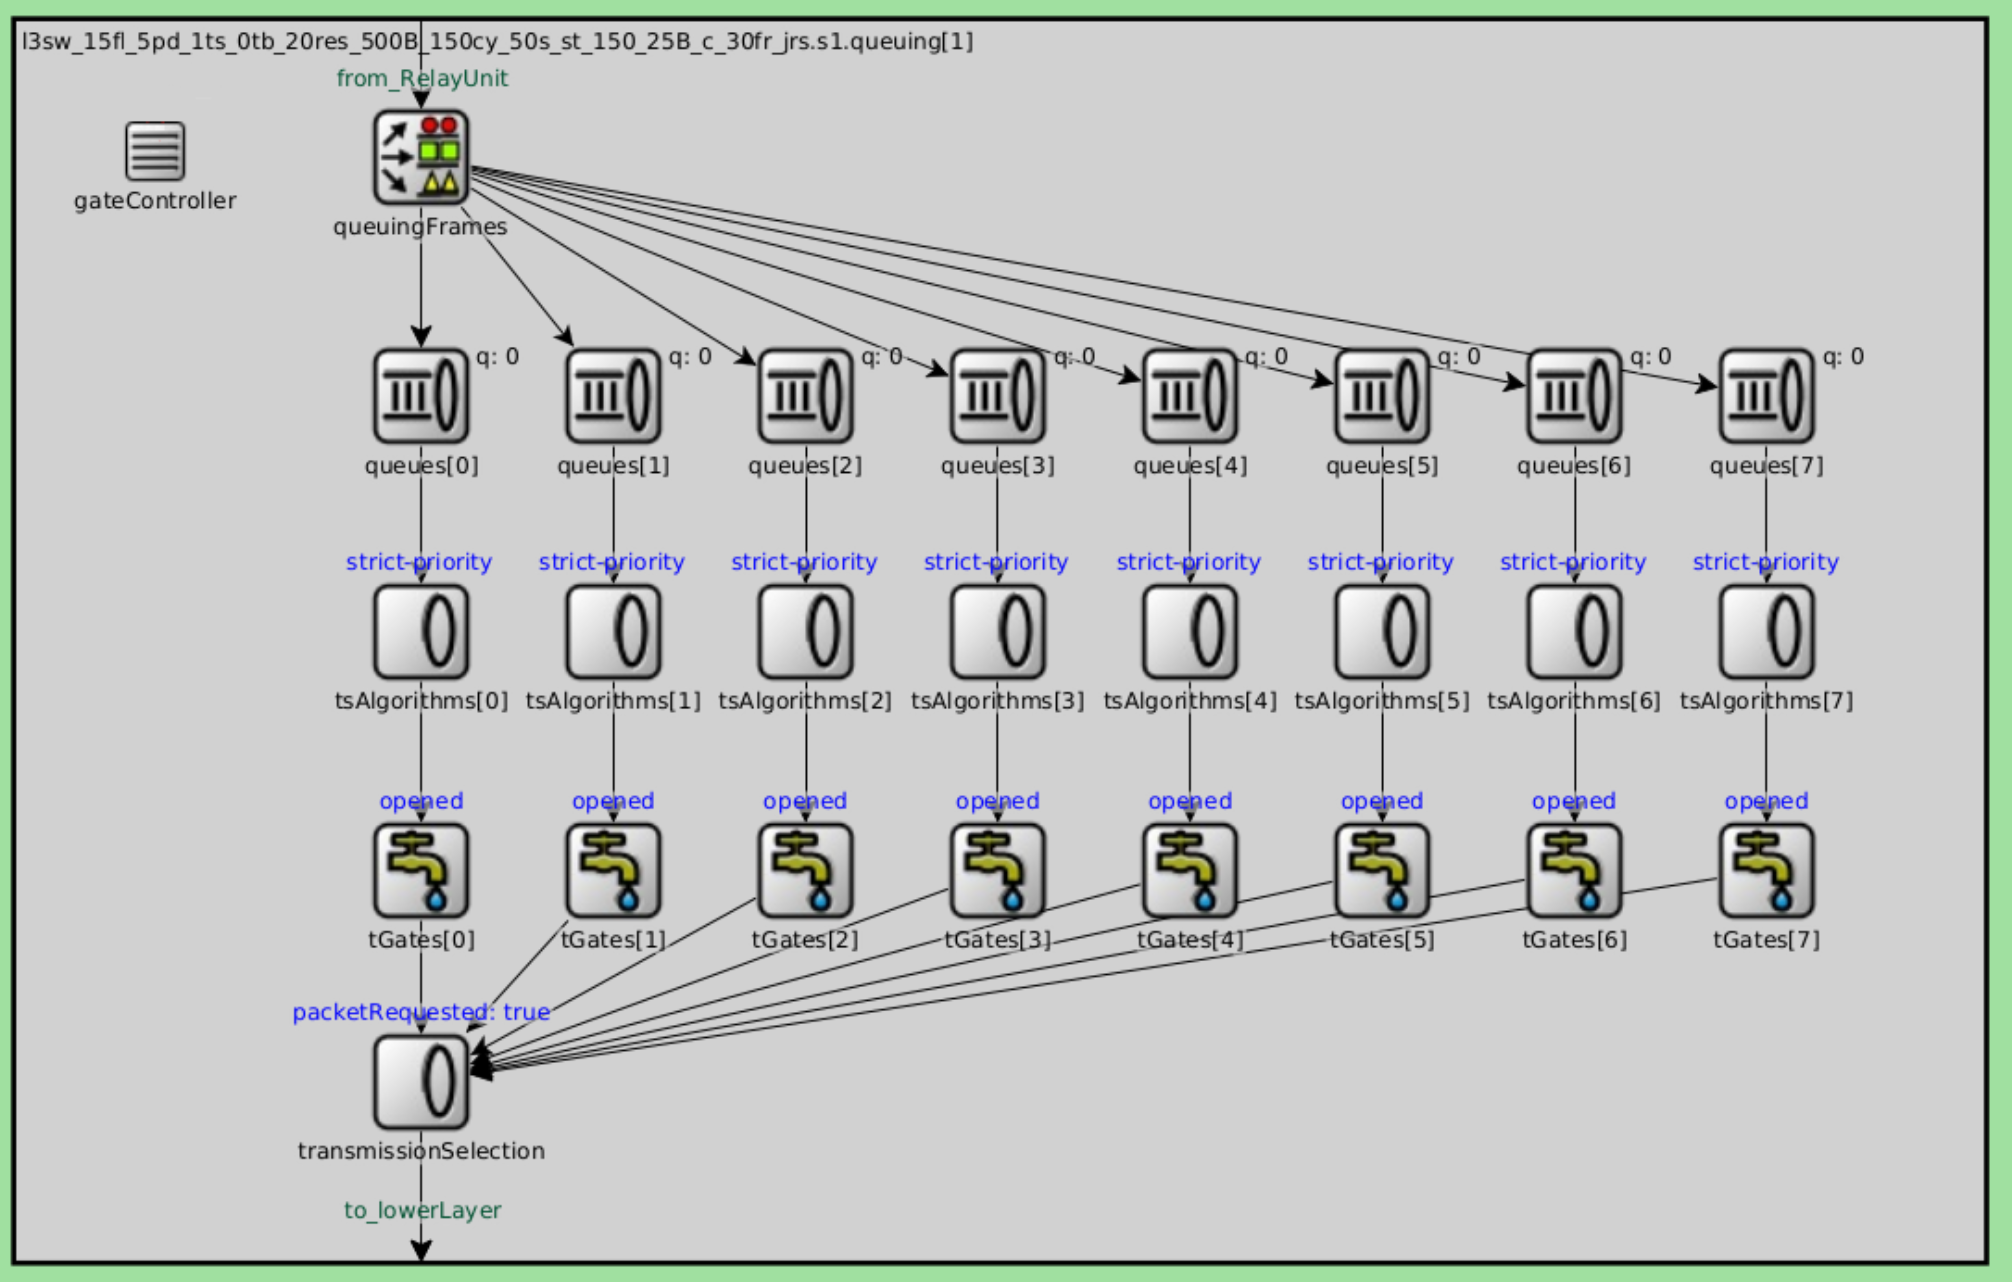 l3sw_15fl_5pd_1ts_0tb_20res_500B_150cy_50s_st_150_25B_c_30fr_jrs.s1.queuing[1]
from_RelayUnit
gateController
queuingFrames
q: 0 q: 0 q: 0 q: 0 q: 0 q: 0 q: 0 q: 0
queues[0] queues[1] queues[2] queues[3] queues[4] queues[5] queues[6] queues[7]
strict-priority strict-priority strict-priority strict-priority strict-priority strict-priority strict-priority strict-priority
tsAlgorithms[0] tsAlgorithms[1] tsAlgorithms[2] tsAlgorithms[3] tsAlgorithms[4] tsAlgorithms[5] tsAlgorithms[6] tsAlgorithms[7]
opened opened opened opened opened opened opened opened
tGates[0] tGates[1] tGates[2] tGates[3] tGates[4] tGates[5] tGates[6] tGates[7]
packetRequested: true
transmissionSelection
to_lowerLayer